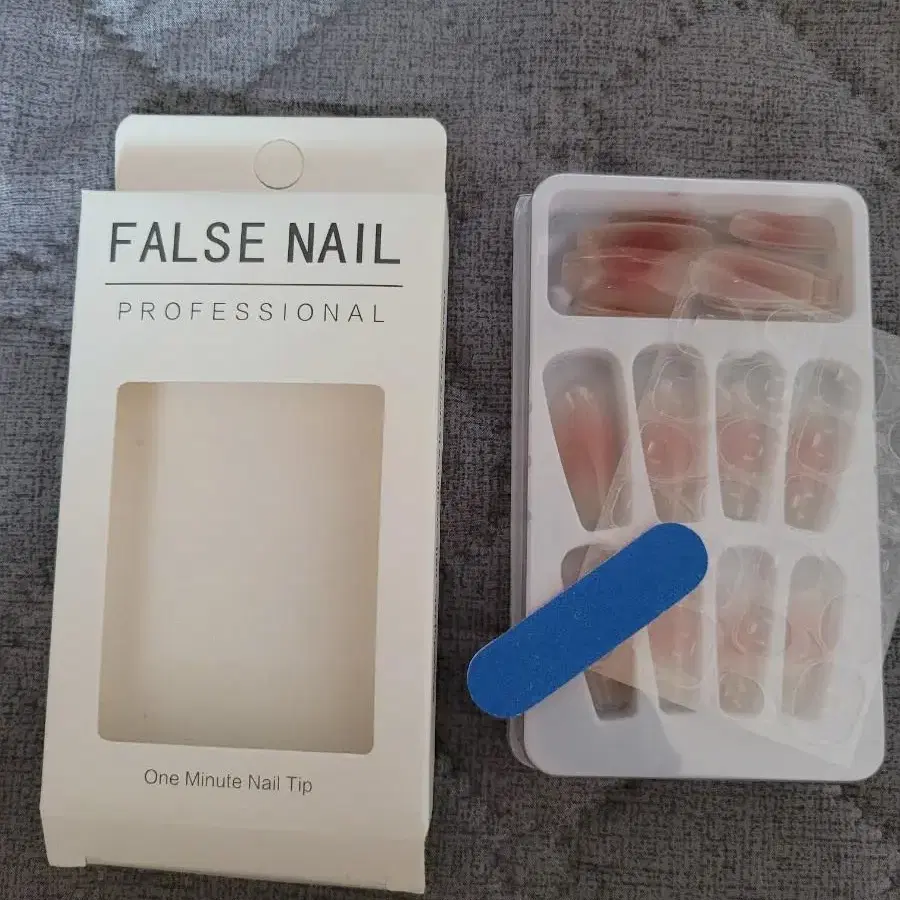 FALSE NAIL
PROFESSIONAL
One Minute Nail Tip